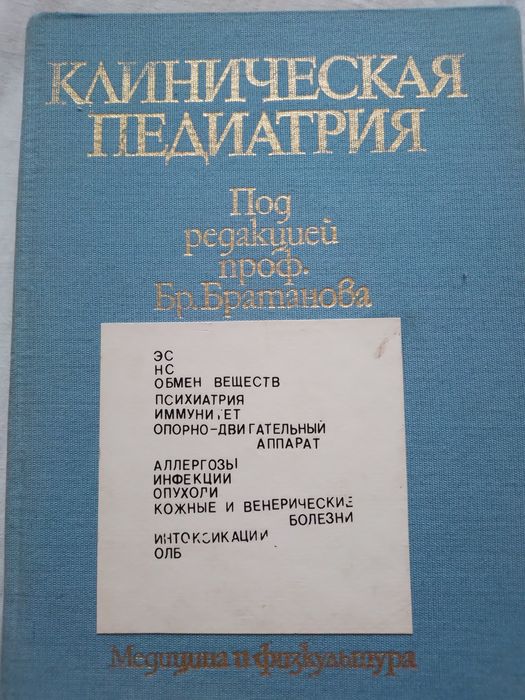 КЛИНИЧЕСКАЯ
ПЕДИАТРИЯ
Под
редакцией
проф.
Бр. Братанова
ЭС
НС
ОБМЕН ВЕЩЕСТВ
ПСИХИАТРИЯ
ИММУНИТЕТ
ОПОРНО-ДВИГАТЕЛЬНЫЙ
АППАРАТ
АЛЛЕРГОЗЫ
ИНФЕКЦИИ
ОПУХОЛИ
КОЖНЫЕ И ВЕНЕРИЧЕСКИЕ
БОЛЕЗНИ
ИНТОКСИКАЦИИ
ОЛБ
Медицина и физкультура